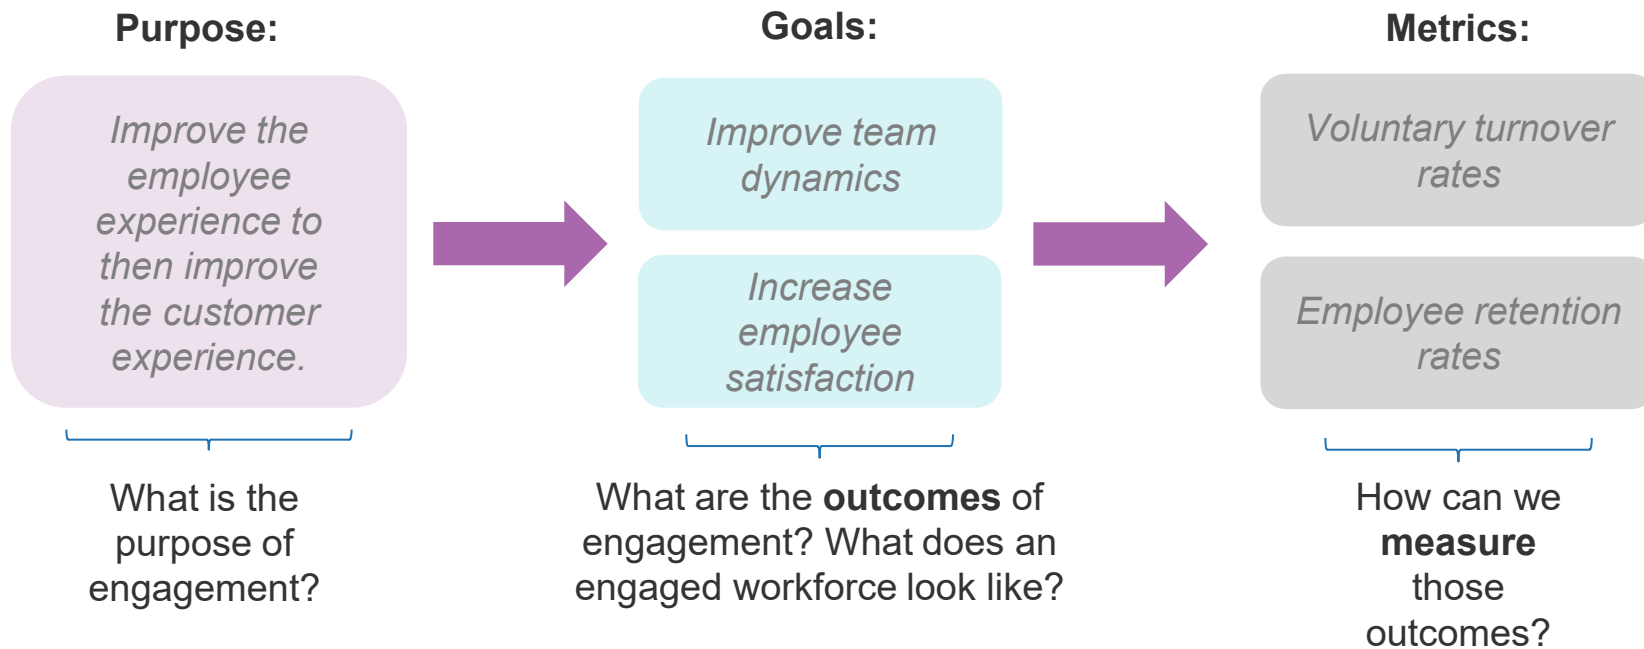 Purpose:
Improve the
employee
experience to
then improve
the customer
experience.
What is the
purpose of
engagement?
Goals:
Improve team
dynamics
Increase
employee
satisfaction
What are the outcomes of
engagement? What does an
engaged workforce look like?
Metrics:
Voluntary turnover
rates
Employee retention
rates
How can we
measure
those
outcomes?